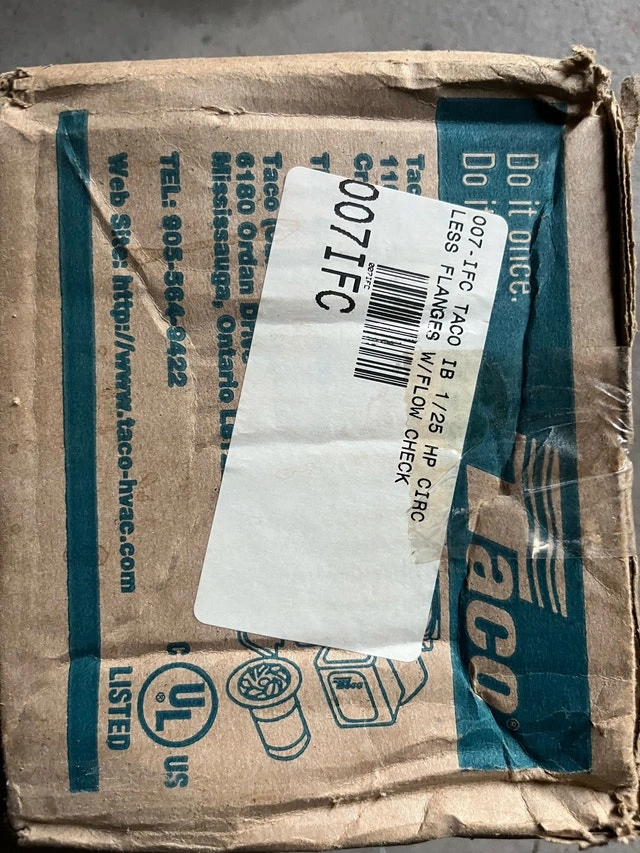 Do it once.
Do it
Taco®
Taco
6180 Ordan
Mississauga, Ontario
TEL: 905-564-9422
Web Site: http://www.taco-hvac.com
007-IFC TACO IB 1/25 HP CIRC
LESS FLANGES W/FLOW CHECK
007IFC
007IFC
C UL® US
LISTED